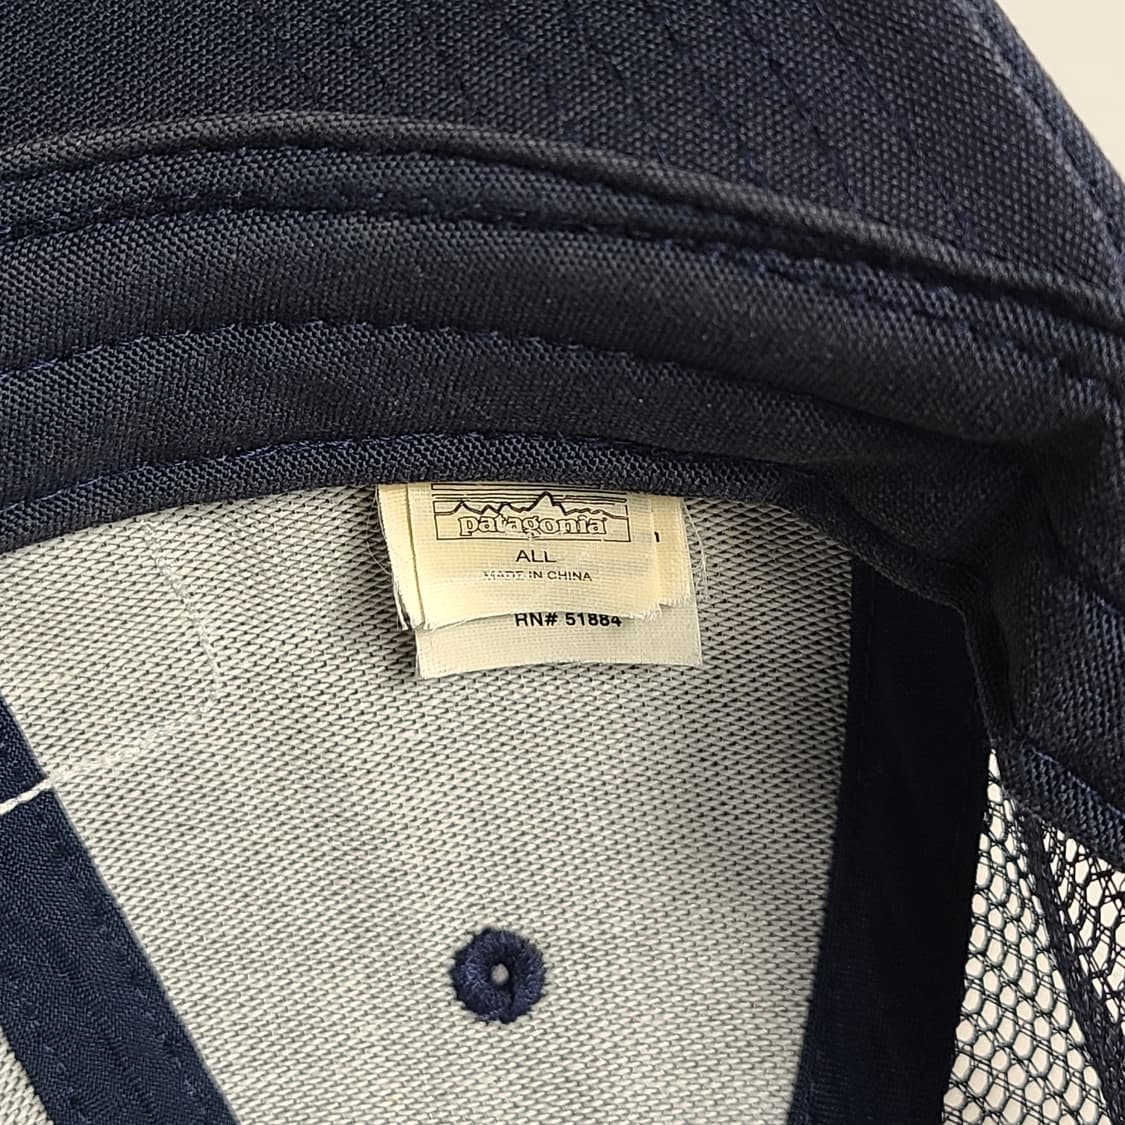 patagonia
ALL
MADE IN CHINA
RN# 51884